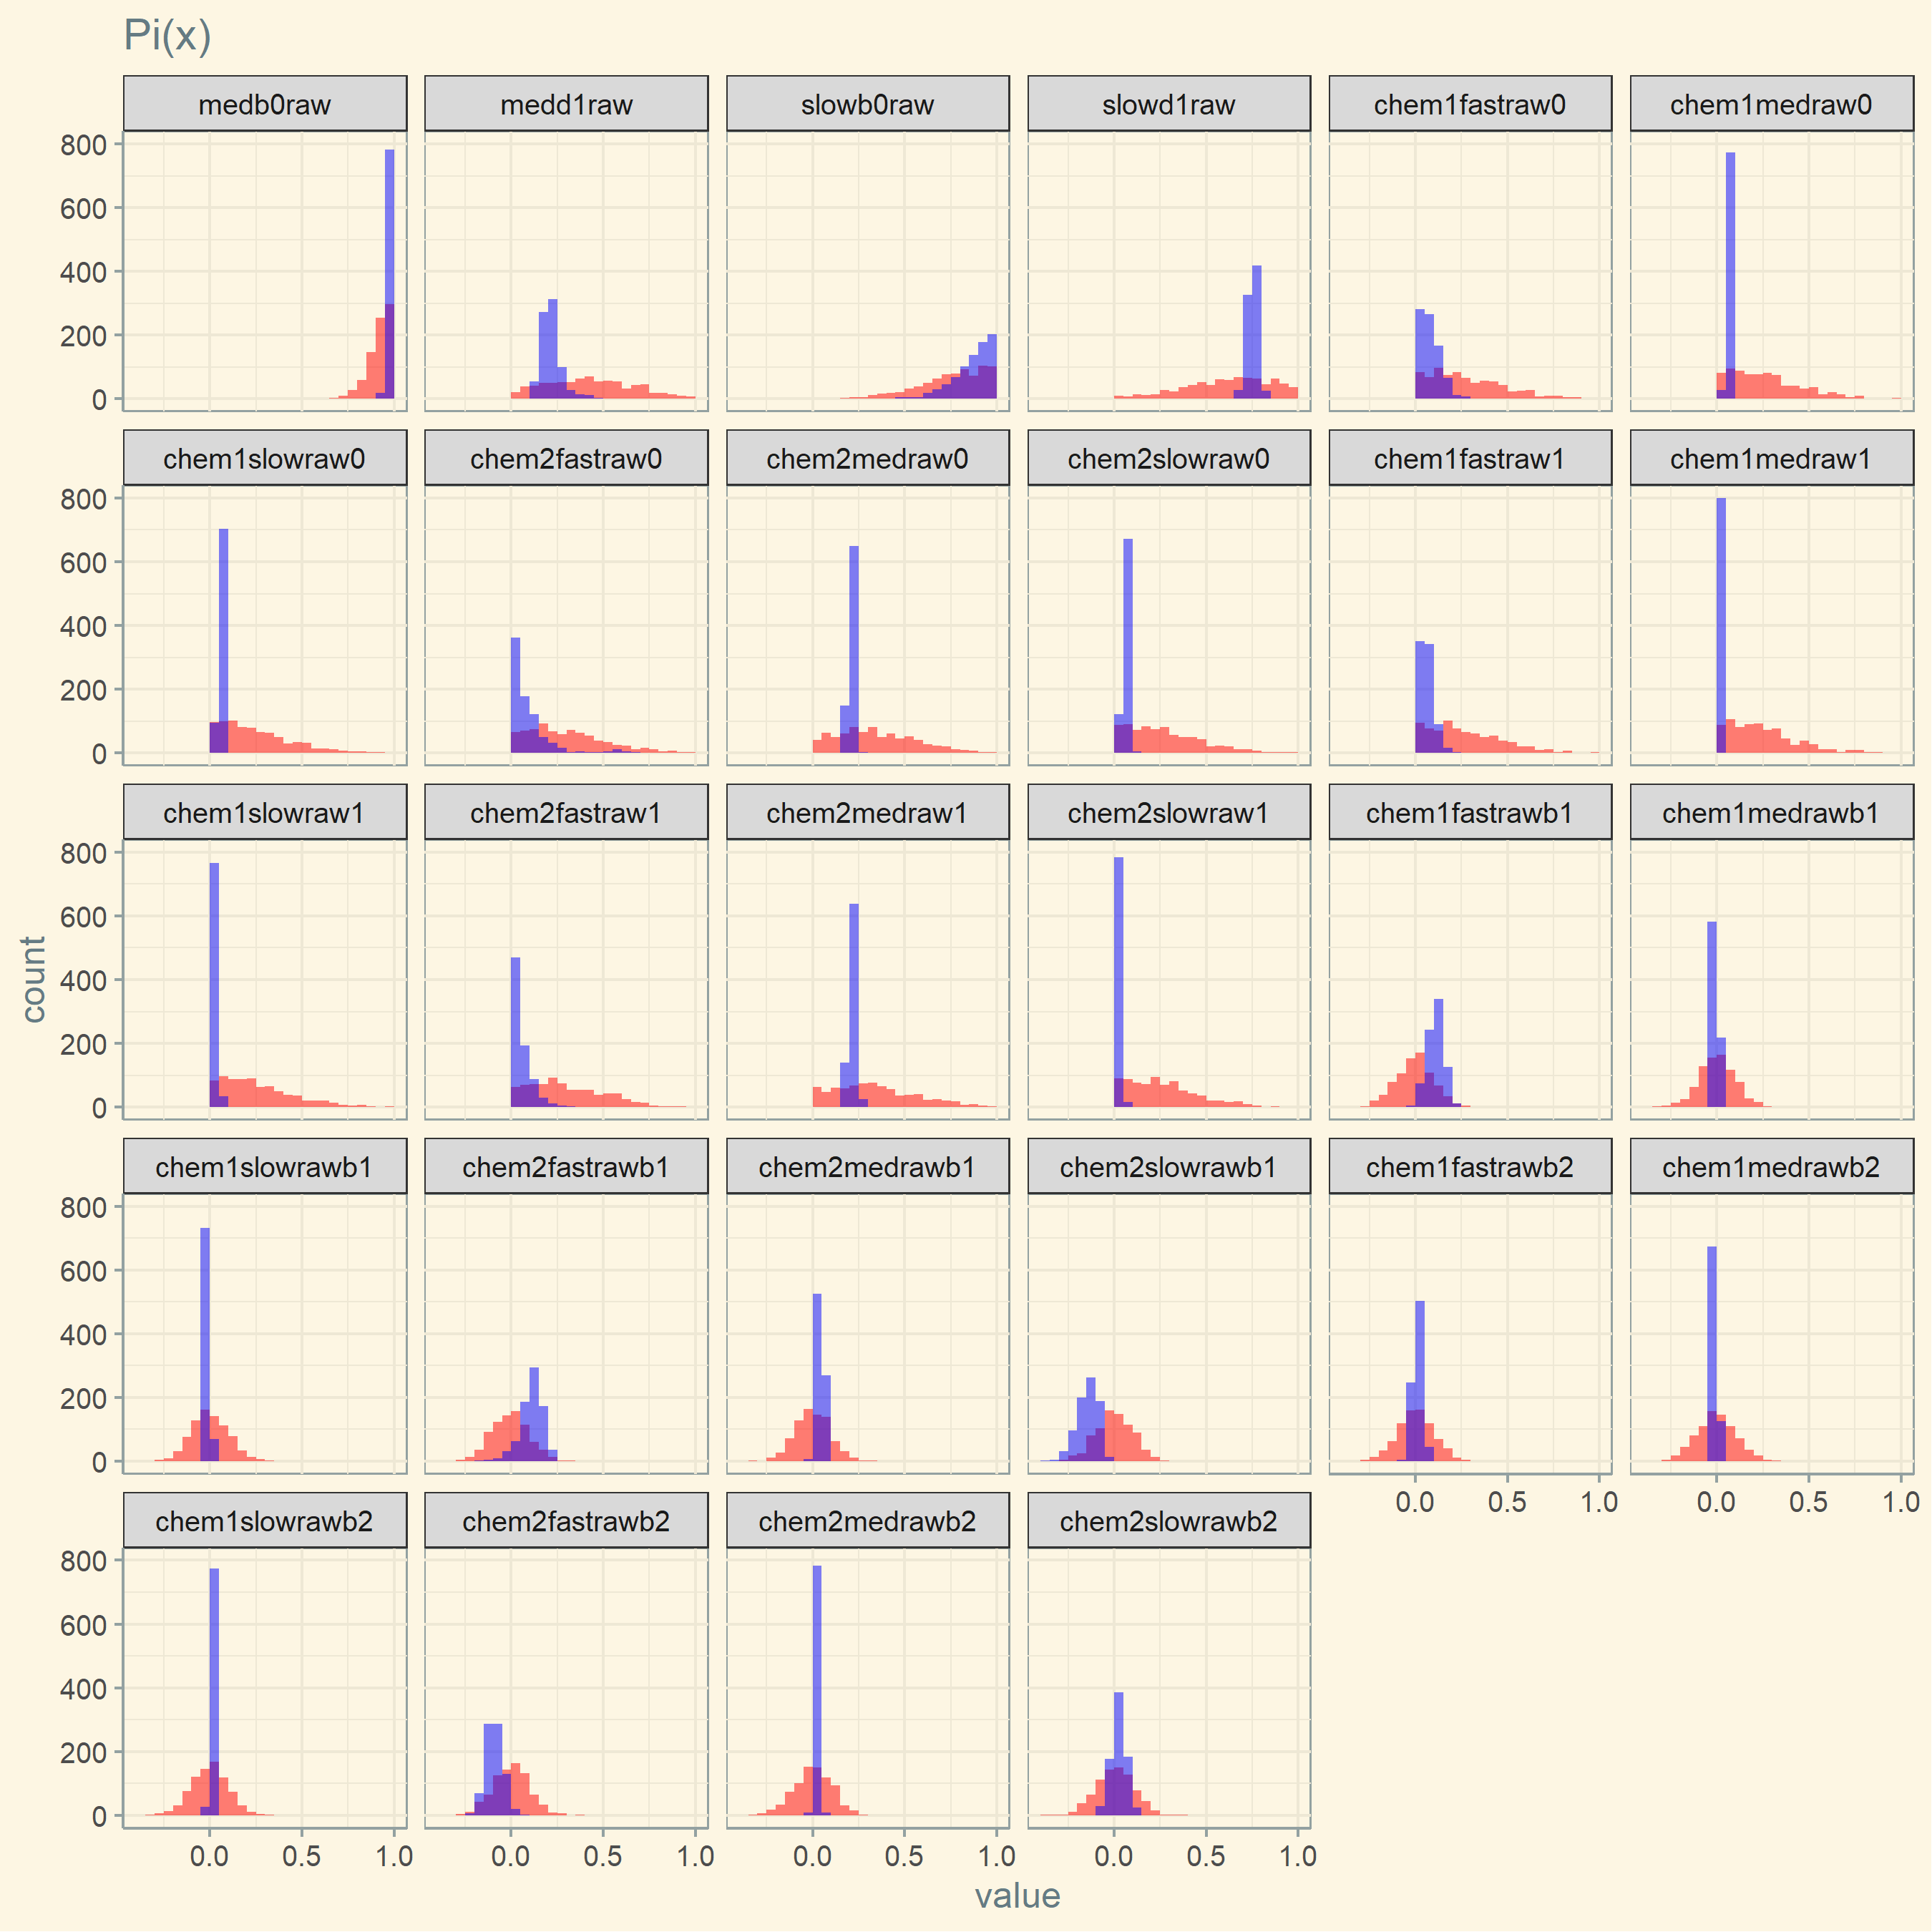 Pi(x)
medb0raw medd1raw slowb0raw slowd1raw chem1fastraw0 chem1medraw0
800
600
400
200
0
chem1slowraw0 chem2fastraw0 chem2medraw0 chem2slowraw0 chem1fastraw1 chem1medraw1
800
600
400
200
0
chem1slowraw1 chem2fastraw1 chem2medraw1 chem2slowraw1 chem1fastrawb1 chem1medrawb1
800
600
count
400
200
0
chem1slowrawb1 chem2fastrawb1 chem2medrawb1 chem2slowrawb1 chem1fastrawb2 chem1medrawb2
800
600
400
200
0
0.0 0.5 1.0 0.0 0.5 1.0
chem1slowrawb2 chem2fastrawb2 chem2medrawb2 chem2slowrawb2
800
600
400
200
0
0.0 0.5 1.0 0.0 0.5 1.0 0.0 0.5 1.0 0.0 0.5 1.0
value